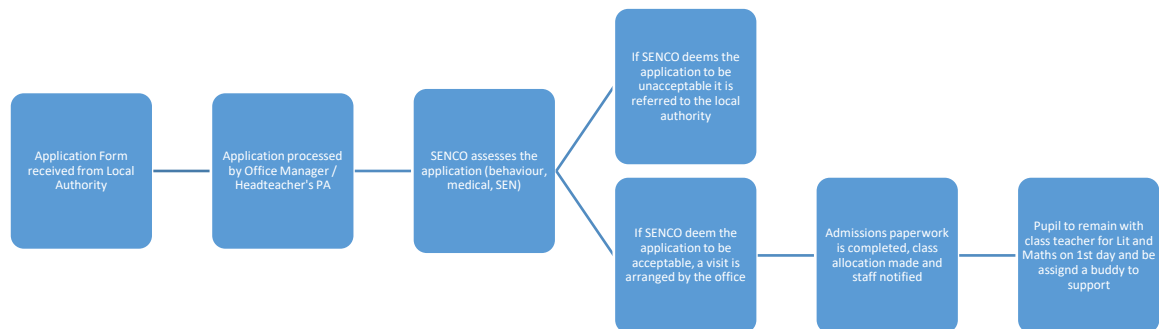 Application Form
received from Local
Authority
Application processed
by Office Manager /
Headteacher's PA
SENCO assesses the
application (behaviour,
medical, SEN)
If SENCO deems the
application to be
unacceptable it is
referred to the local
authority
If SENCO deem the
application to be
acceptable, a visit is
arranged by the office
Admissions paperwork
is completed, class
allocation made and
staff notified
Pupil to remain with
class teacher for Lit and
Maths on 1st day and be
assignd a buddy to
support